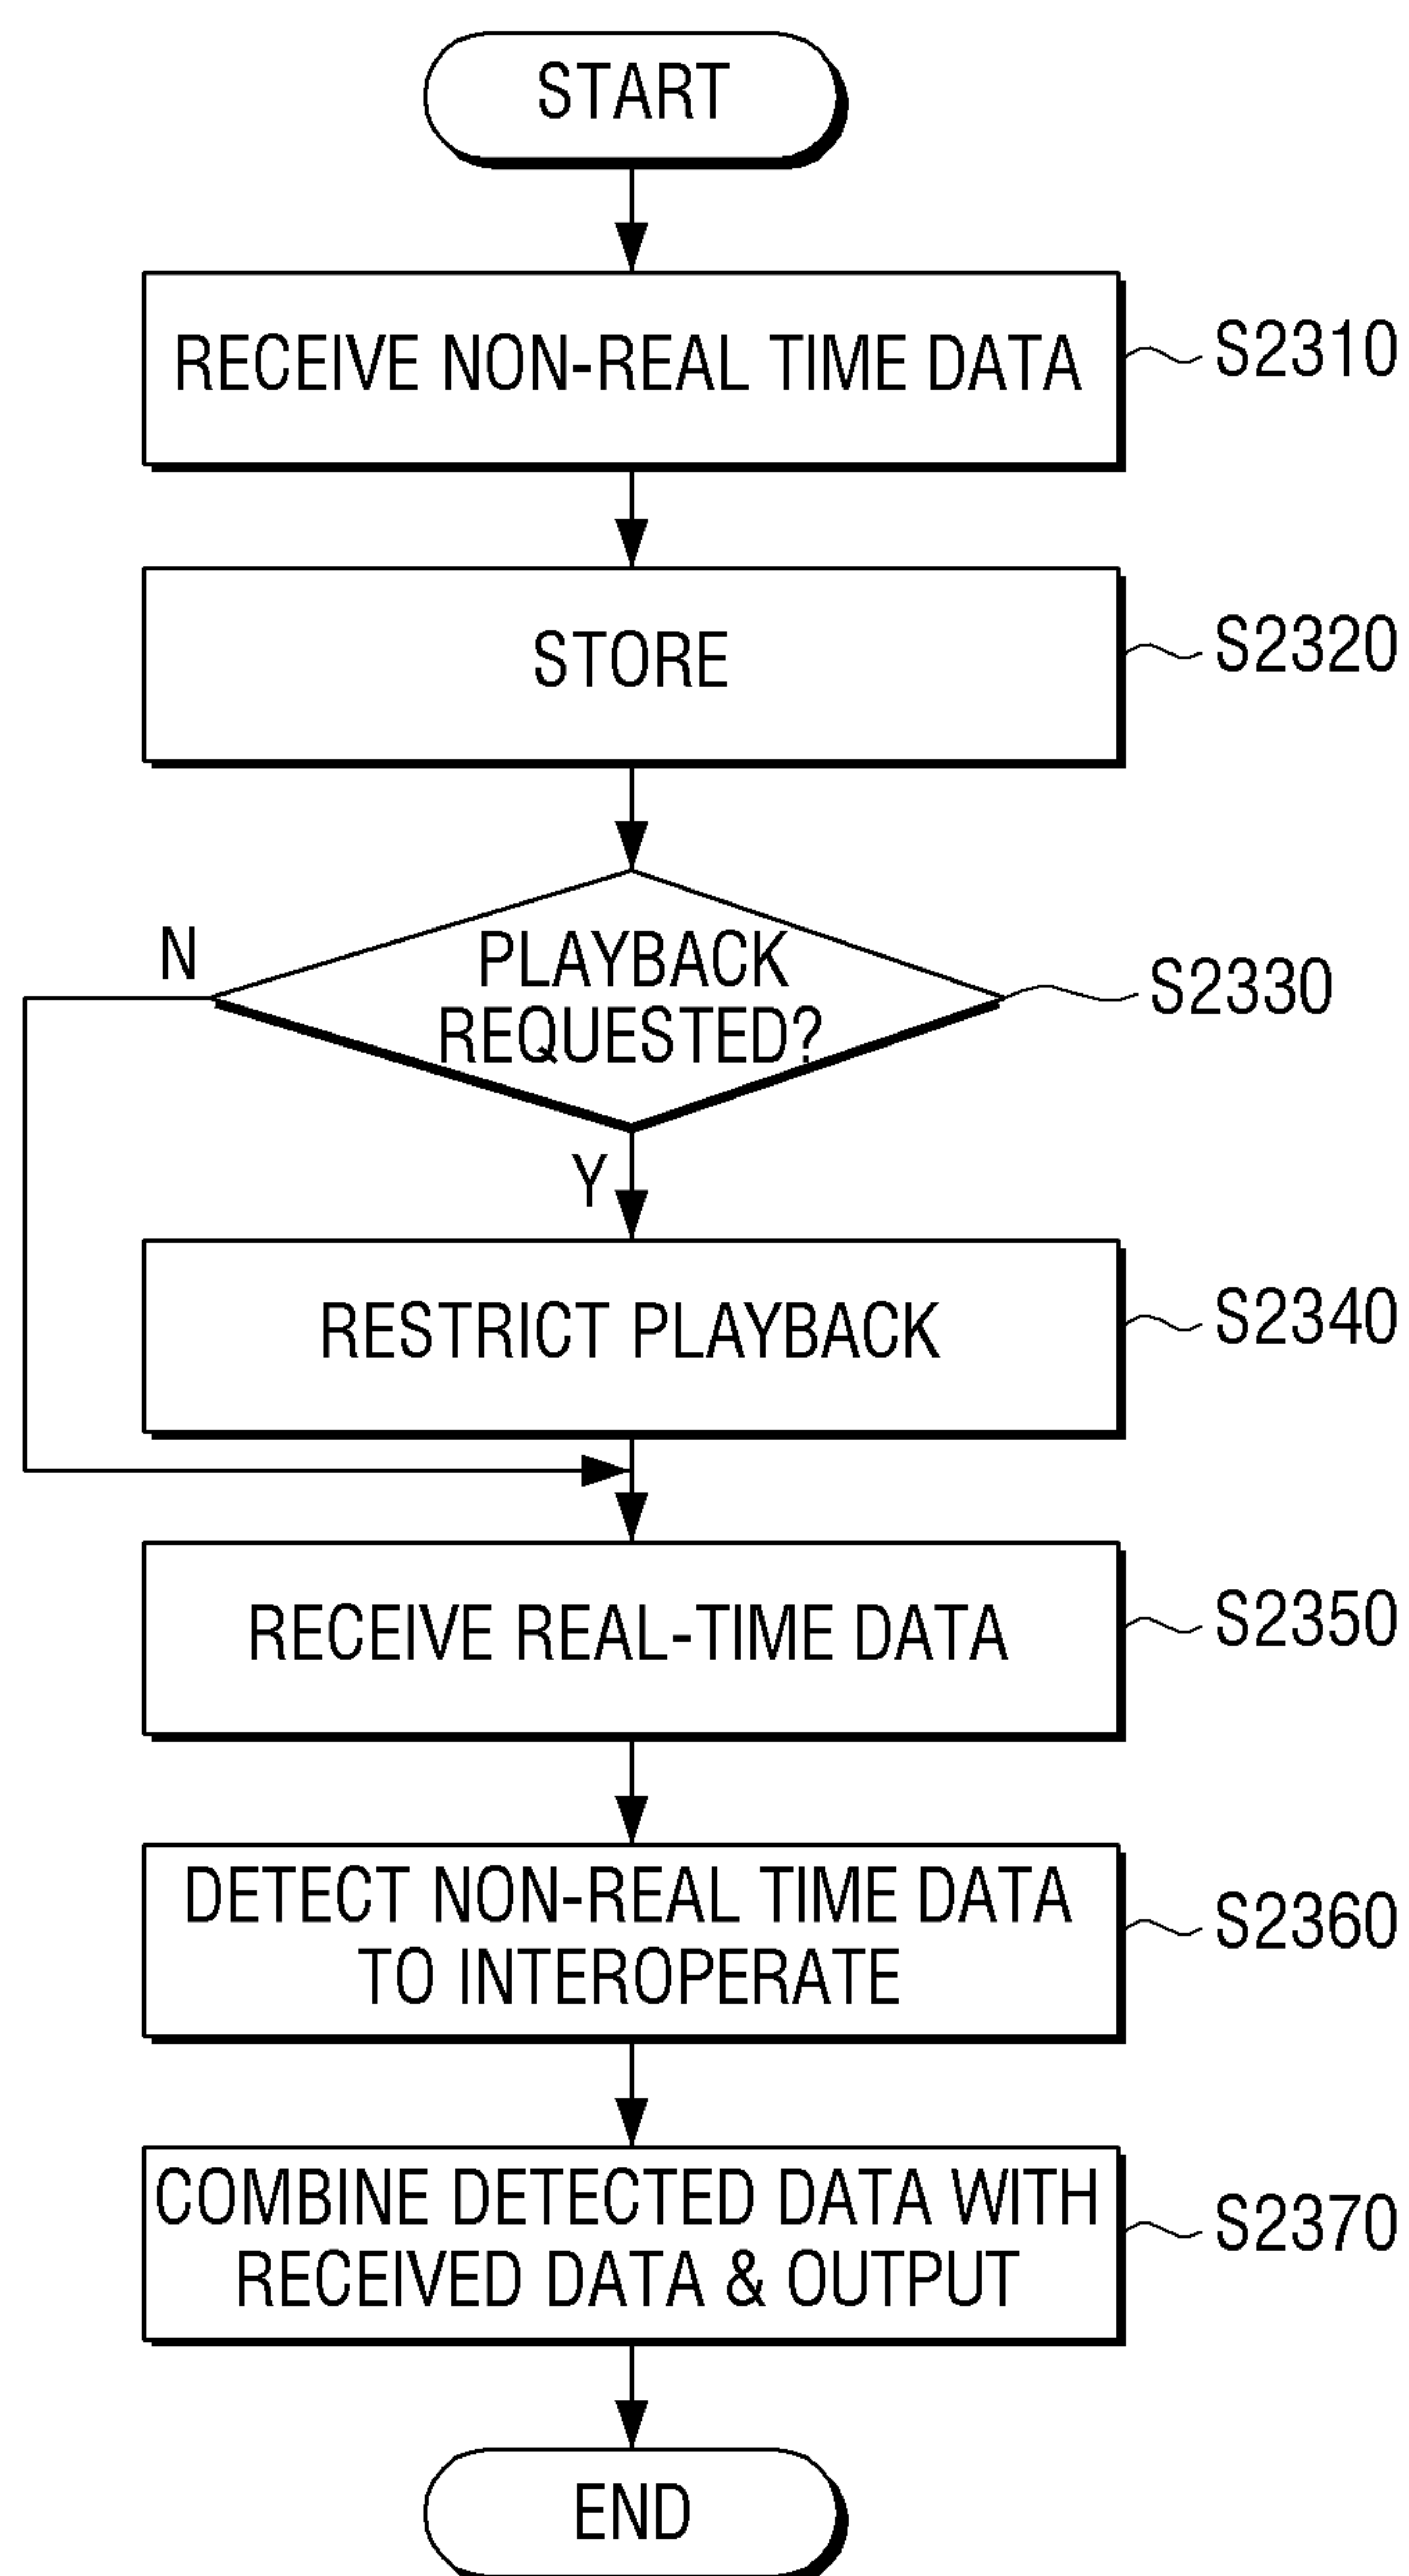 START
RECEIVE NON-REAL TIME DATA
S2310
STORE
S2320
N
PLAYBACK
REQUESTED?
S2330
Y
RESTRICT PLAYBACK
S2340
RECEIVE REAL-TIME DATA
S2350
DETECT NON-REAL TIME DATA
TO INTEROPERATE
S2360
COMBINE DETECTED DATA WITH
RECEIVED DATA & OUTPUT
S2370
END